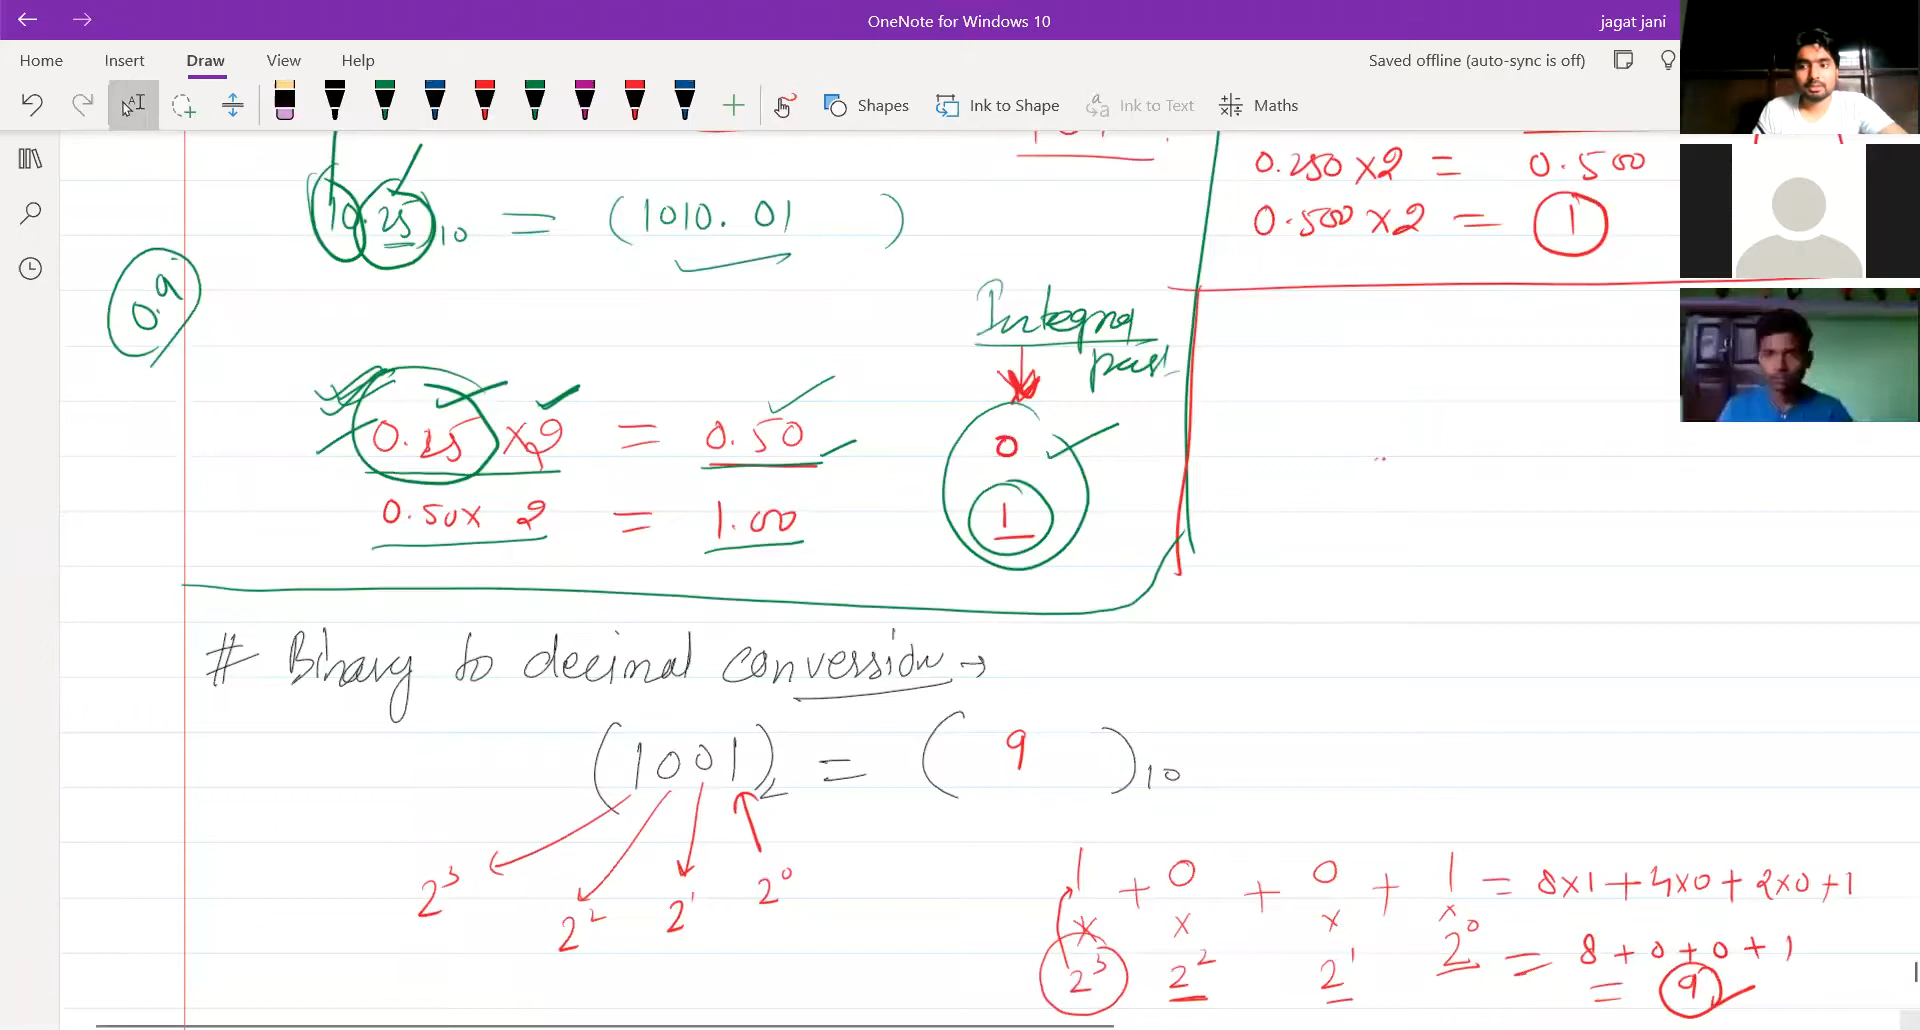 OneNote for Windows 10
jagat jani
Home Insert Draw View Help
Saved offline (auto-sync is off)
Shapes Ink to Shape Ink to Text Maths
0.250 x 2 = 0.500
0.500 x 2 = 1
(10.25)10 = (1010.01 )
0.9
Integral part
0.25 x 2 = 0.50 0
0.50 x 2 = 1.00 1
# Binary to decimal conversion →
(1001)2 = ( 9 )10
2³ 2² 2¹ 2⁰
1 + 0 + 0 + 1 = 8x1 + 4x0 + 2x0 + 1
x x x x
2³ 2² 2¹ 2⁰ = 8 + 0 + 0 + 1
= 9